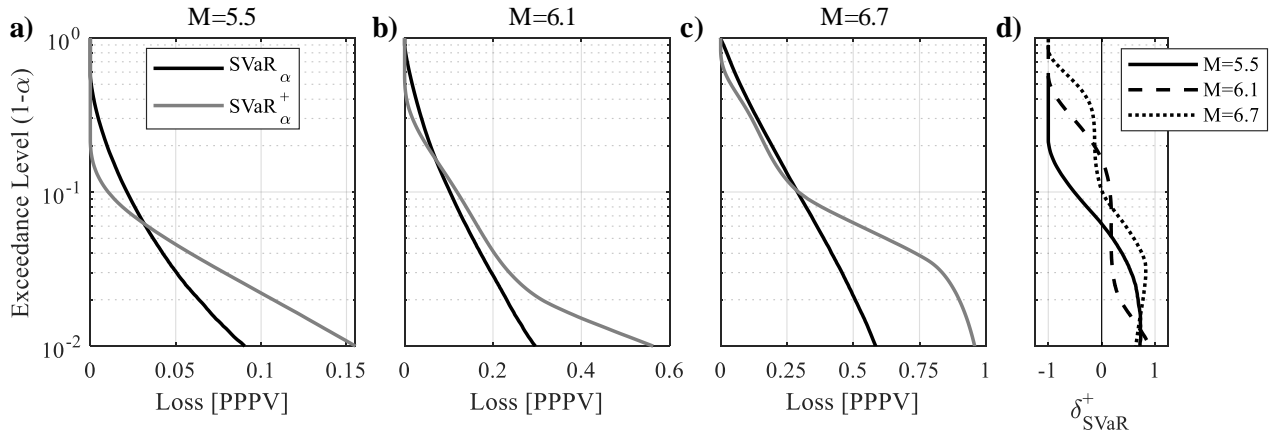 a) M=5.5 b) M=6.1 c) M=6.7 d)
10^0
10^-1
10^-2
Exceedance Level (1-α)
SVaR_α
SVaR^+_α
M=5.5
M=6.1
M=6.7
0 0.05 0.1 0.15
0 0.2 0.4 0.6
0 0.25 0.5 0.75 1
-1 0 1
Loss [PPPV] Loss [PPPV] Loss [PPPV] δ^+_SVaR